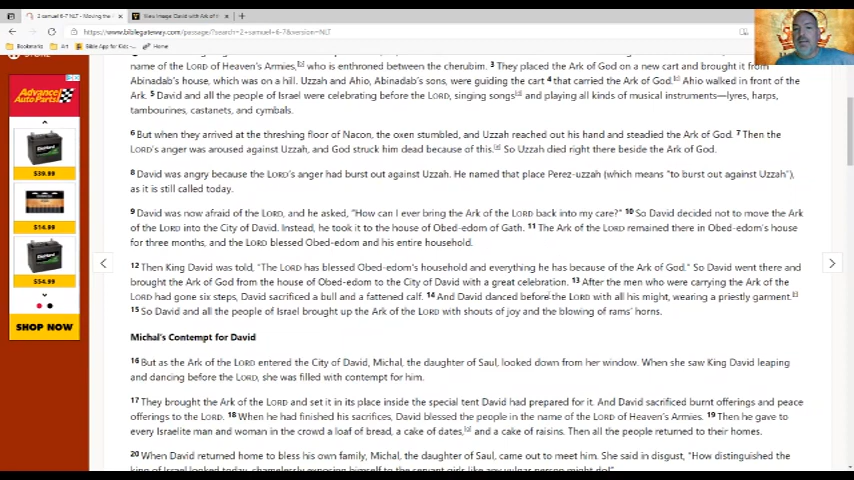 2 samuel 6-7 NLT - Moving the A
New Image David with Ark of t
https://www.biblegateway.com/passage/?search=2+samuel 6-7&version=NLT
Bookmarks
Art
Bible App for Kids -...
Home
STORE
name of the LORD of Heaven's Armies, who is enthroned between the cherubim. 3 They placed the Ark of God on a new cart and brought it from
Abinadab's house, which was on a hill. Uzzah and Ahio, Abinadab's sons, were guiding the cart 4 that carried the Ark of God. Ahio walked in front of the
Ark. 5 David and all the people of Israel were celebrating before the LORD, singing songs and playing all kinds of musical instruments—lyres, harps,
tambourines, castanets, and cymbals.
6 But when they arrived at the threshing floor of Nacon, the oxen stumbled, and Uzzah reached out his hand and steadied the Ark of God. 7 Then the
LORD's anger was aroused against Uzzah, and God struck him dead because of this. So Uzzah died right there beside the Ark of God.
8 David was angry because the LORD's anger had burst out against Uzzah. He named that place Perez-uzzah (which means "to burst out against Uzzah"),
as it is still called today.
9 David was now afraid of the LORD, and he asked, "How can I ever bring the Ark of the LORD back into my care?" 10 So David decided not to move the Ark
of the LORD into the City of David. Instead, he took it to the house of Obed-edom of Gath. 11 The Ark of the LORD remained there in Obed-edom's house
for three months, and the LORD blessed Obed-edom and his entire household.
12 Then King David was told, "The LORD has blessed Obed-edom's household and everything he has because of the Ark of God." So David went there and
brought the Ark of God from the house of Obed-edom to the City of David with a great celebration. 13 After the men who were carrying the Ark of the
LORD had gone six steps, David sacrificed a bull and a fattened calf. 14 And David danced before the LORD with all his might, wearing a priestly garment.
15 So David and all the people of Israel brought up the Ark of the LORD with shouts of joy and the blowing of rams' horns.
Michal's Contempt for David
16 But as the Ark of the LORD entered the City of David, Michal, the daughter of Saul, looked down from her window. When she saw King David leaping
and dancing before the LORD, she was filled with contempt for him.
17 They brought the Ark of the LORD and set it in its place inside the special tent David had prepared for it. And David sacrificed burnt offerings and peace
offerings to the LORD. 18 When he had finished his sacrifices, David blessed the people in the name of the LORD of Heaven's Armies. 19 Then he gave to
every Israelite man and woman in the crowd a loaf of bread, a cake of dates, and a cake of raisins. Then all the people returned to their homes.
20 When David returned home to bless his own family, Michal, the daughter of Saul, came out to meet him. She said in disgust, "How distinguished the
king of Israel looked today, shamelessly exposing himself to the servant girls like any vulgar person might do!"
Advance
Auto Parts
$39.99
$14.99
$54.99
SHOP NOW